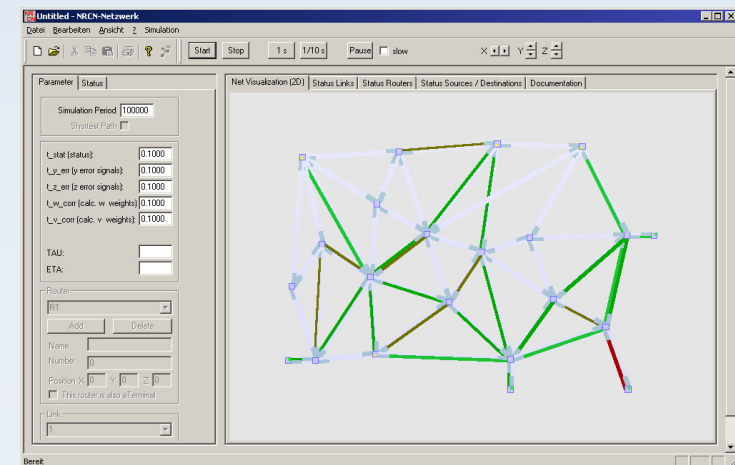 Untitled - NRCN-Netzwerk
Datei Bearbeiten Ansicht ? Simulation
Start Stop 1 s 1/10 s Pause slow X Y Z
Parameter Status
Net Visualization (2D) Status Links Status Routers Status Sources / Destinations Documentation
Simulation Period 100000
Shortest Path
t_stat (status): 0.1000
t_y_err (y error signals): 0.1000
t_z_err (z error signals): 0.1000
t_w_corr (calc. w weights) 0.1000
t_v_corr (calc. v weights): 0.1000
TAU:
ETA:
Router
R1
Add Delete
Name
Number 0
Position X 0 Y 0 Z 0
This router is also aTerminal
Link
1
Bereit